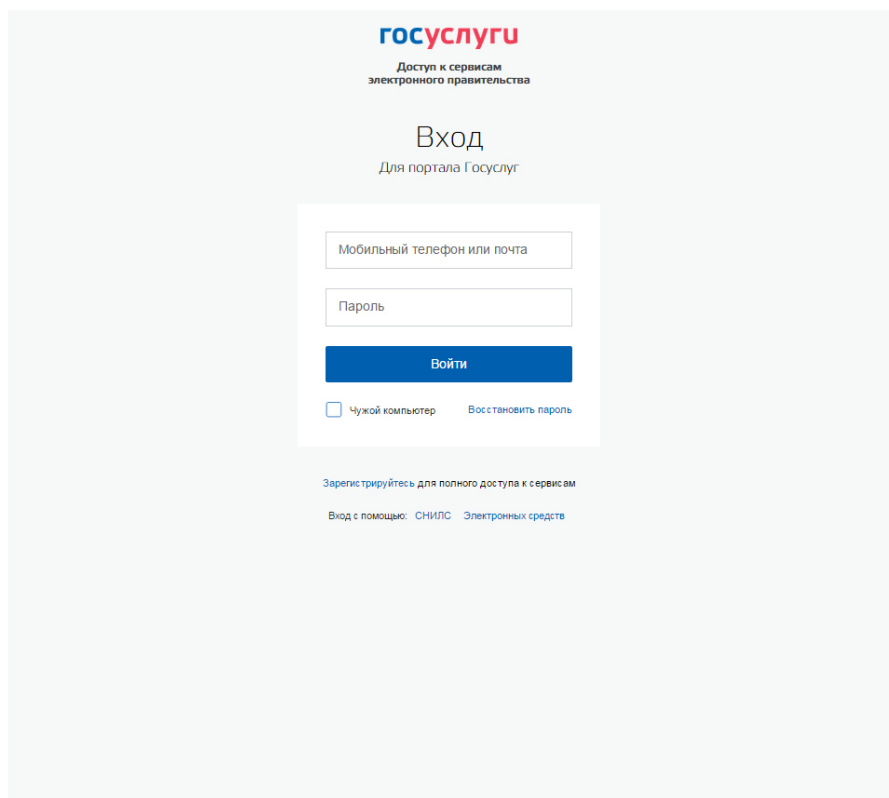 госуслуги
Доступ к сервисам
электронного правительства
Вход
Для портала Госуслуг
Мобильный телефон или почта
Пароль
Войти
Чужой компьютер Восстановить пароль
Зарегистрируйтесь для полного доступа к сервисам
Вход с помощью: СНИЛС Электронных средств